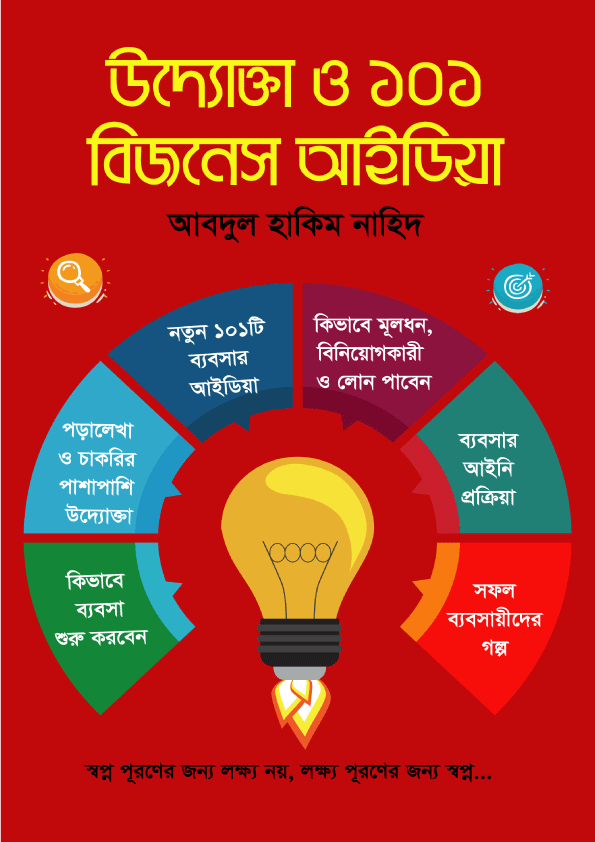 উদ্যোক্তা ও ১০১
বিজনেস আইডিয়া
আবদুল হাকিম নাহিদ
নতুন ১০১টি
ব্যবসার
আইডিয়া
কিভাবে মূলধন,
বিনিয়োগকারী
ও লোন পাবেন
পড়ালেখা
ও চাকরির
পাশাপাশি
উদ্যোক্তা
ব্যবসার
আইনি
প্রক্রিয়া
কিভাবে
ব্যবসা
শুরু করবেন
সফল
ব্যবসায়ীদের
গল্প
স্বপ্ন পূরণের জন্য লক্ষ্য নয়, লক্ষ্য পূরণের জন্য স্বপ্ন...